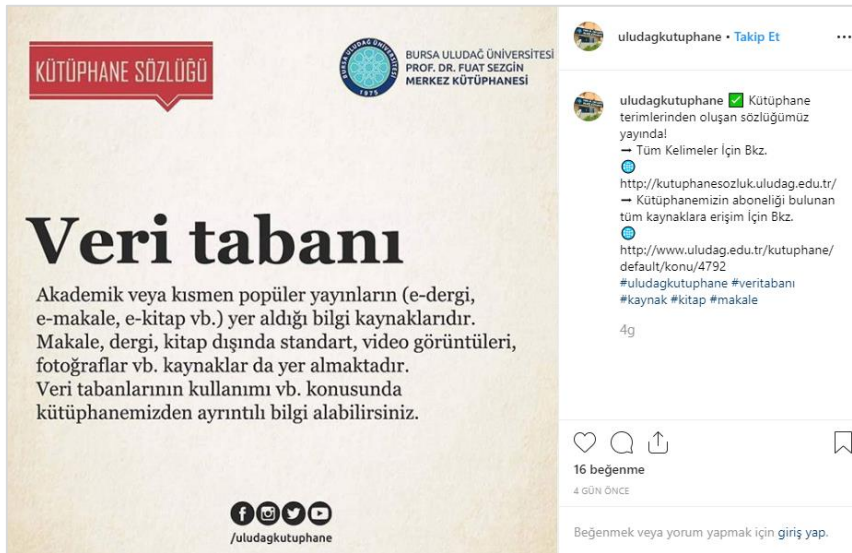 KÜTÜPHANE SÖZLÜĞÜ
BURSA ULUDAĞ ÜNİVERSİTESİ
1975
BURSA ULUDAĞ ÜNİVERSİTESİ
PROF. DR. FUAT SEZGİN
MERKEZ KÜTÜPHANESİ
Veri tabanı
Akademik veya kısmen popüler yayınların (e-dergi,
e-makale, e-kitap vb.) yer aldığı bilgi kaynaklarıdır.
Makale, dergi, kitap dışında standart, video görüntüleri,
fotoğraflar vb. kaynaklar da yer almaktadır.
Veri tabanlarının kullanımı vb. konusunda
kütüphanemizden ayrıntılı bilgi alabilirsiniz.
/uludagkutuphane
uludagkutuphane • Takip Et
uludagkutuphane ✅ Kütüphane
terimlerinden oluşan sözlüğümüz
yayında!
→ Tüm Kelimeler İçin Bkz.
🌐
http://kutuphanesozluk.uludag.edu.tr/
→ Kütüphanemizin aboneliği bulunan
tüm kaynaklara erişim İçin Bkz.
🌐
http://www.uludag.edu.tr/kutuphane/
default/konu/4792
#uludagkutuphane #veritabanı
#kaynak #kitap #makale
4g
16 beğenme
4 GÜN ÖNCE
Beğenmek veya yorum yapmak için giriş yap.